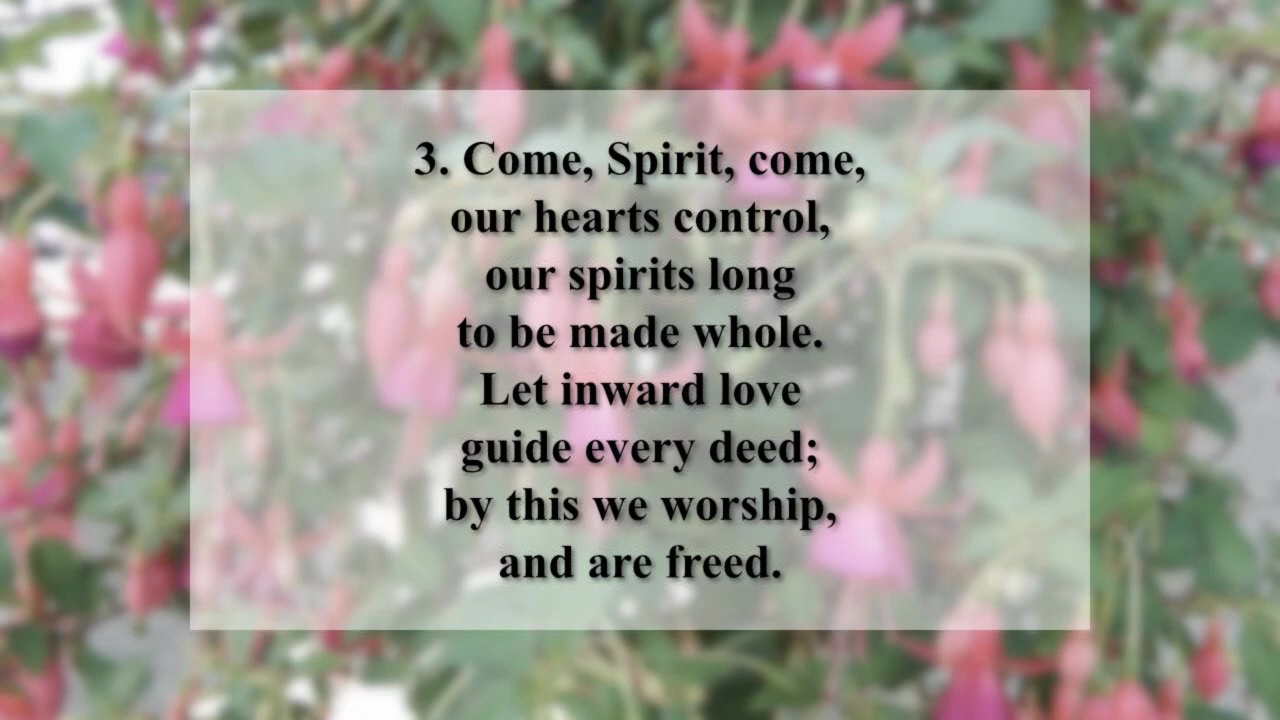 3. Come, Spirit, come,
our hearts control,
our spirits long
to be made whole.
Let inward love
guide every deed;
by this we worship,
and are freed.